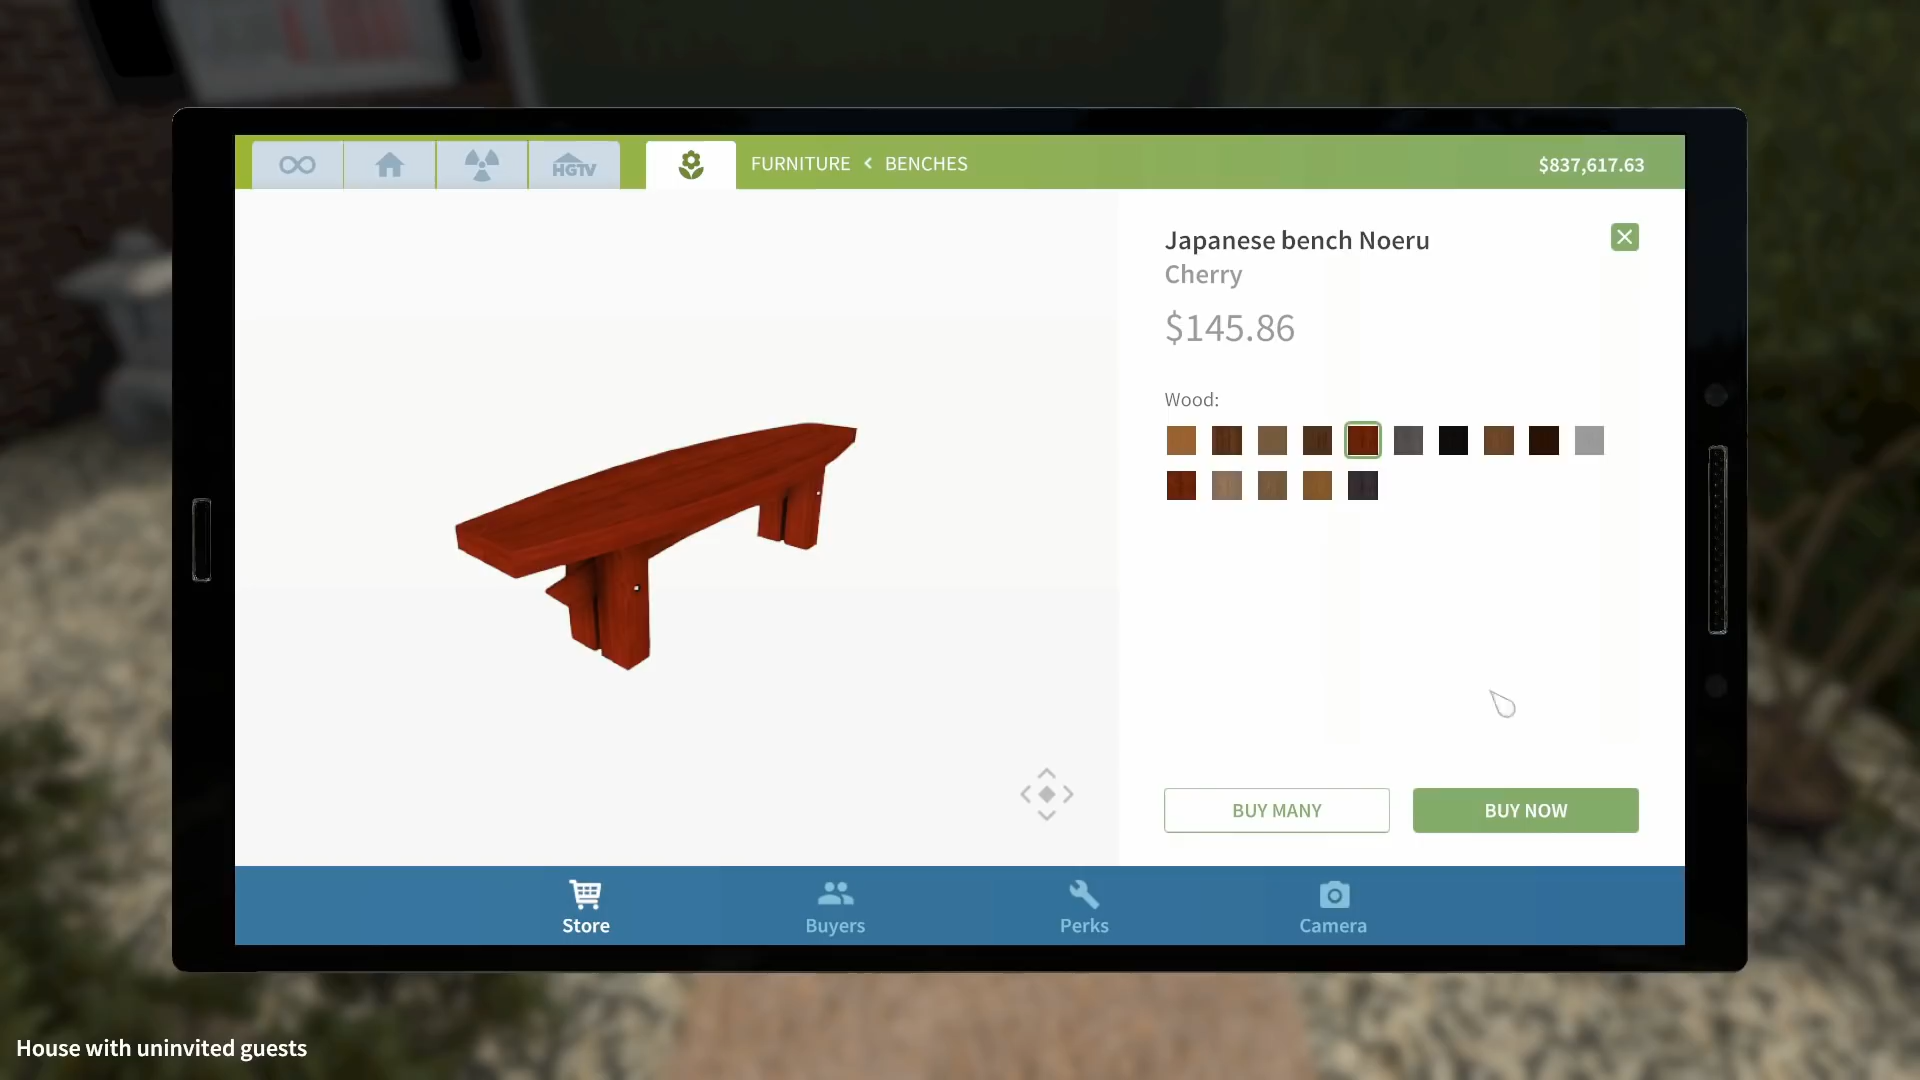 HGTV
FURNITURE < BENCHES
$837,617.63
Japanese bench Noeru
Cherry
$145.86
Wood:
BUY MANY
BUY NOW
Store
Buyers
Perks
Camera
House with uninvited guests